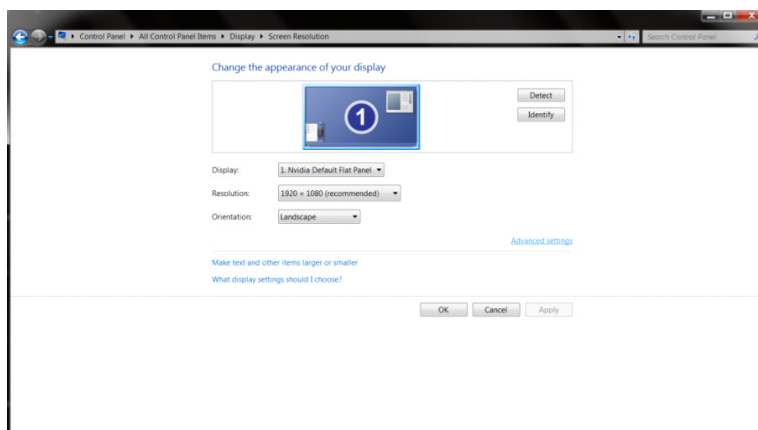 Control Panel ▸ All Control Panel Items ▸ Display ▸ Screen Resolution
Search Control Panel
Change the appearance of your display
1
Detect
Identify
Display:
1. Nvidia Default Flat Panel
Resolution:
1920 × 1080 (recommended)
Orientation:
Landscape
Advanced settings
Make text and other items larger or smaller
What display settings should I choose?
OK
Cancel
Apply